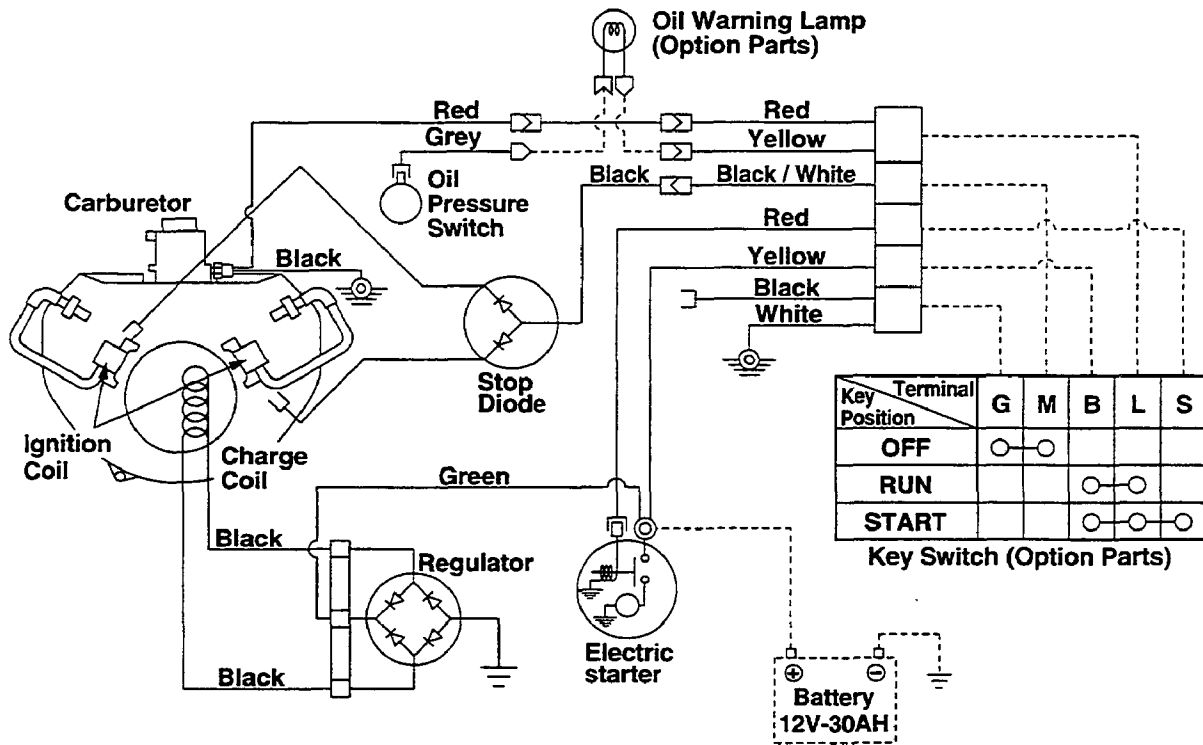 Oil Warning Lamp
(Option Parts)
Red
Red
Grey
Yellow
Black
Black / White
Oil
Pressure
Switch
Carburetor
Red
Black
Yellow
Black
White
Stop
Diode
Ignition
Coil
Charge
Coil
Green
Key Position Terminal G M B L S
OFF
RUN
START
Key Switch (Option Parts)
Black
Regulator
Electric
starter
Black
+ −
Battery
12V-30AH